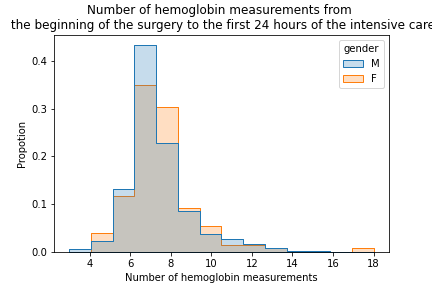 Number of hemoglobin measurements from
the beginning of the surgery to the first 24 hours of the intensive care
gender
M
F
0.4
0.3
0.2
0.1
0.0
Propotion
4 6 8 10 12 14 16 18
Number of hemoglobin measurements